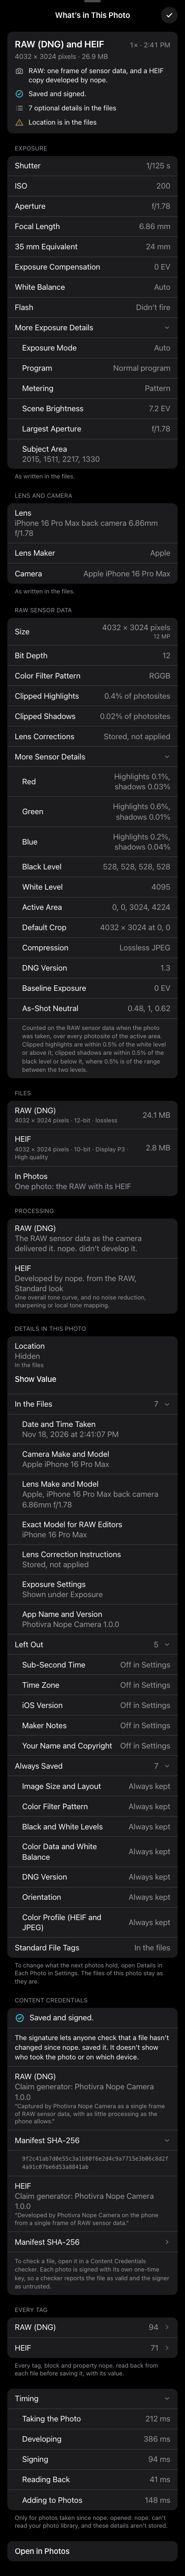 What's in This Photo
RAW (DNG) and HEIF
1× · 2:41 PM
4032 × 3024 pixels · 26.9 MB
RAW: one frame of sensor data, and a HEIF
copy developed by nope.
Saved and signed.
7 optional details in the files
Location is in the files
EXPOSURE
Shutter 1/125 s
ISO 200
Aperture f/1.78
Focal Length 6.86 mm
35 mm Equivalent 24 mm
Exposure Compensation 0 EV
White Balance Auto
Flash Didn't fire
More Exposure Details
Exposure Mode Auto
Program Normal program
Metering Pattern
Scene Brightness 7.2 EV
Largest Aperture f/1.78
Subject Area
2015, 1511, 2217, 1330
As written in the files.
LENS AND CAMERA
Lens
iPhone 16 Pro Max back camera 6.86mm
f/1.78
Lens Maker Apple
Camera Apple iPhone 16 Pro Max
As written in the files.
RAW SENSOR DATA
Size 4032 × 3024 pixels
12 MP
Bit Depth 12
Color Filter Pattern RGGB
Clipped Highlights 0.4% of photosites
Clipped Shadows 0.02% of photosites
Lens Corrections Stored, not applied
More Sensor Details
Red Highlights 0.1%,
shadows 0.03%
Green Highlights 0.6%,
shadows 0.01%
Blue Highlights 0.2%,
shadows 0.04%
Black Level 528, 528, 528, 528
White Level 4095
Active Area 0, 0, 3024, 4224
Default Crop 4032 × 3024 at 0, 0
Compression Lossless JPEG
DNG Version 1.3
Baseline Exposure 0 EV
As-Shot Neutral 0.48, 1, 0.62
Counted on the RAW sensor data when the photo
was taken, over every photosite of the active area.
Clipped highlights are within 0.5% of the white level
or above it; clipped shadows are within 0.5% of the
black level or below it, where 0.5% is of the range
between the two levels.
FILES
RAW (DNG)
4032 × 3024 pixels · 12-bit · lossless
24.1 MB
HEIF
4032 × 3024 pixels · 10-bit · Display P3 ·
High quality
2.8 MB
In Photos
One photo: the RAW with its HEIF
PROCESSING
RAW (DNG)
The RAW sensor data as the camera
delivered it. nope. didn't develop it.
HEIF
Developed by nope. from the RAW,
Standard look
One overall tone curve, and no noise reduction,
sharpening or local tone mapping.
DETAILS IN THIS PHOTO
Location
Hidden
In the files
Show Value
In the Files 7
Date and Time Taken
Nov 18, 2026 at 2:41:07 PM
Camera Make and Model
Apple iPhone 16 Pro Max
Lens Make and Model
Apple, iPhone 16 Pro Max back camera
6.86mm f/1.78
Exact Model for RAW Editors
iPhone 16 Pro Max
Lens Correction Instructions
Stored, not applied
Exposure Settings
Shown under Exposure
App Name and Version
Photivra Nope Camera 1.0.0
Left Out 5
Sub-Second Time Off in Settings
Time Zone Off in Settings
iOS Version Off in Settings
Maker Notes Off in Settings
Your Name and Copyright Off in Settings
Always Saved 7
Image Size and Layout Always kept
Color Filter Pattern Always kept
Black and White Levels Always kept
Color Data and White
Balance
Always kept
DNG Version Always kept
Orientation Always kept
Color Profile (HEIF and
JPEG)
Always kept
Standard File Tags In the files
To change what the next photos hold, open Details in
Each Photo in Settings. The files of this photo stay as
they are.
CONTENT CREDENTIALS
Saved and signed.
The signature lets anyone check that a file hasn't
changed since nope. saved it. It doesn't show
who took the photo or on which device.
RAW (DNG)
Claim generator: Photivra Nope Camera
1.0.0
"Captured by Photivra Nope Camera as a single frame
of RAW sensor data, with as little processing as the
phone allows."
Manifest SHA-256
HEIF
Claim generator: Photivra Nope Camera
1.0.0
"Developed by Photivra Nope Camera on the phone
from a single frame of RAW sensor data."
Manifest SHA-256
To check a file, open it in a Content Credentials
checker. Each photo is signed with its own one-time
key, so a checker reports the file as valid and the signer
as untrusted.
EVERY TAG
RAW (DNG) 94
HEIF 71
Every tag, block and property nope. read back from
each file before saving it, with its value.
Timing
Taking the Photo 212 ms
Developing 386 ms
Signing 94 ms
Reading Back 41 ms
Adding to Photos 148 ms
Only for photos taken since nope. opened: nope. can't
read your photo library, and these details aren't stored.
Open in Photos